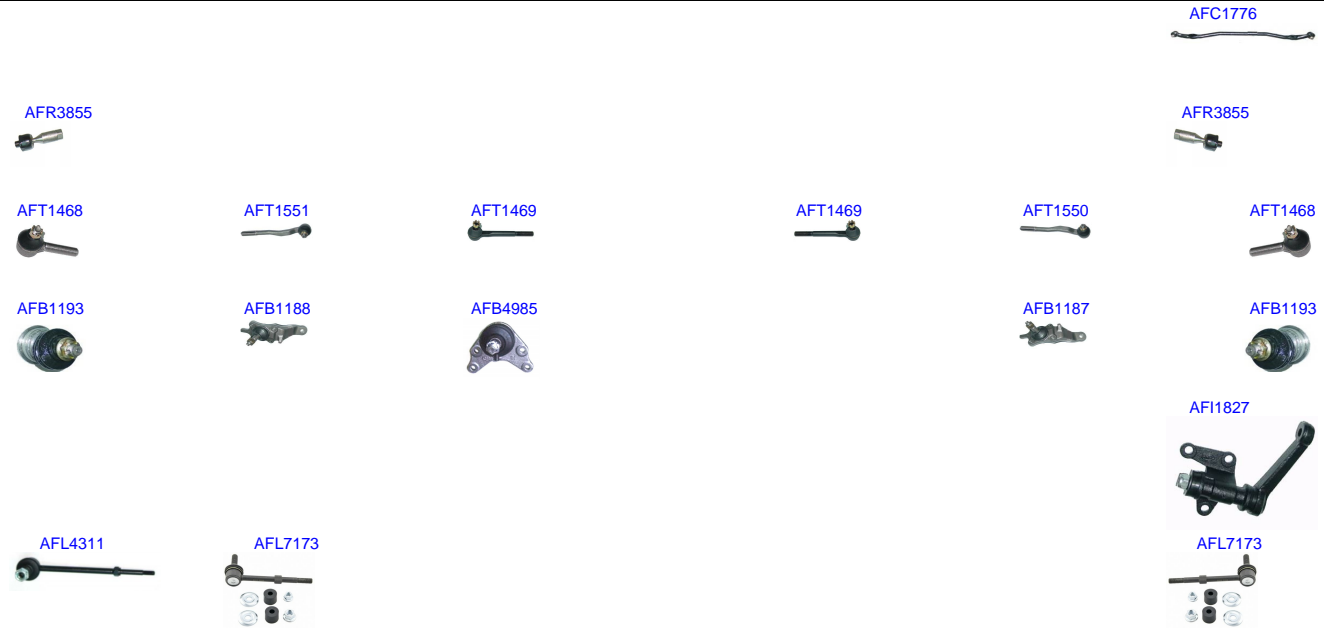 AFC1776
AFR3855 AFR3855
AFT1468 AFT1551 AFT1469 AFT1469 AFT1550 AFT1468
AFB1193 AFB1188 AFB4985 AFB1187 AFB1193
AFI1827
AFL4311 AFL7173 AFL7173